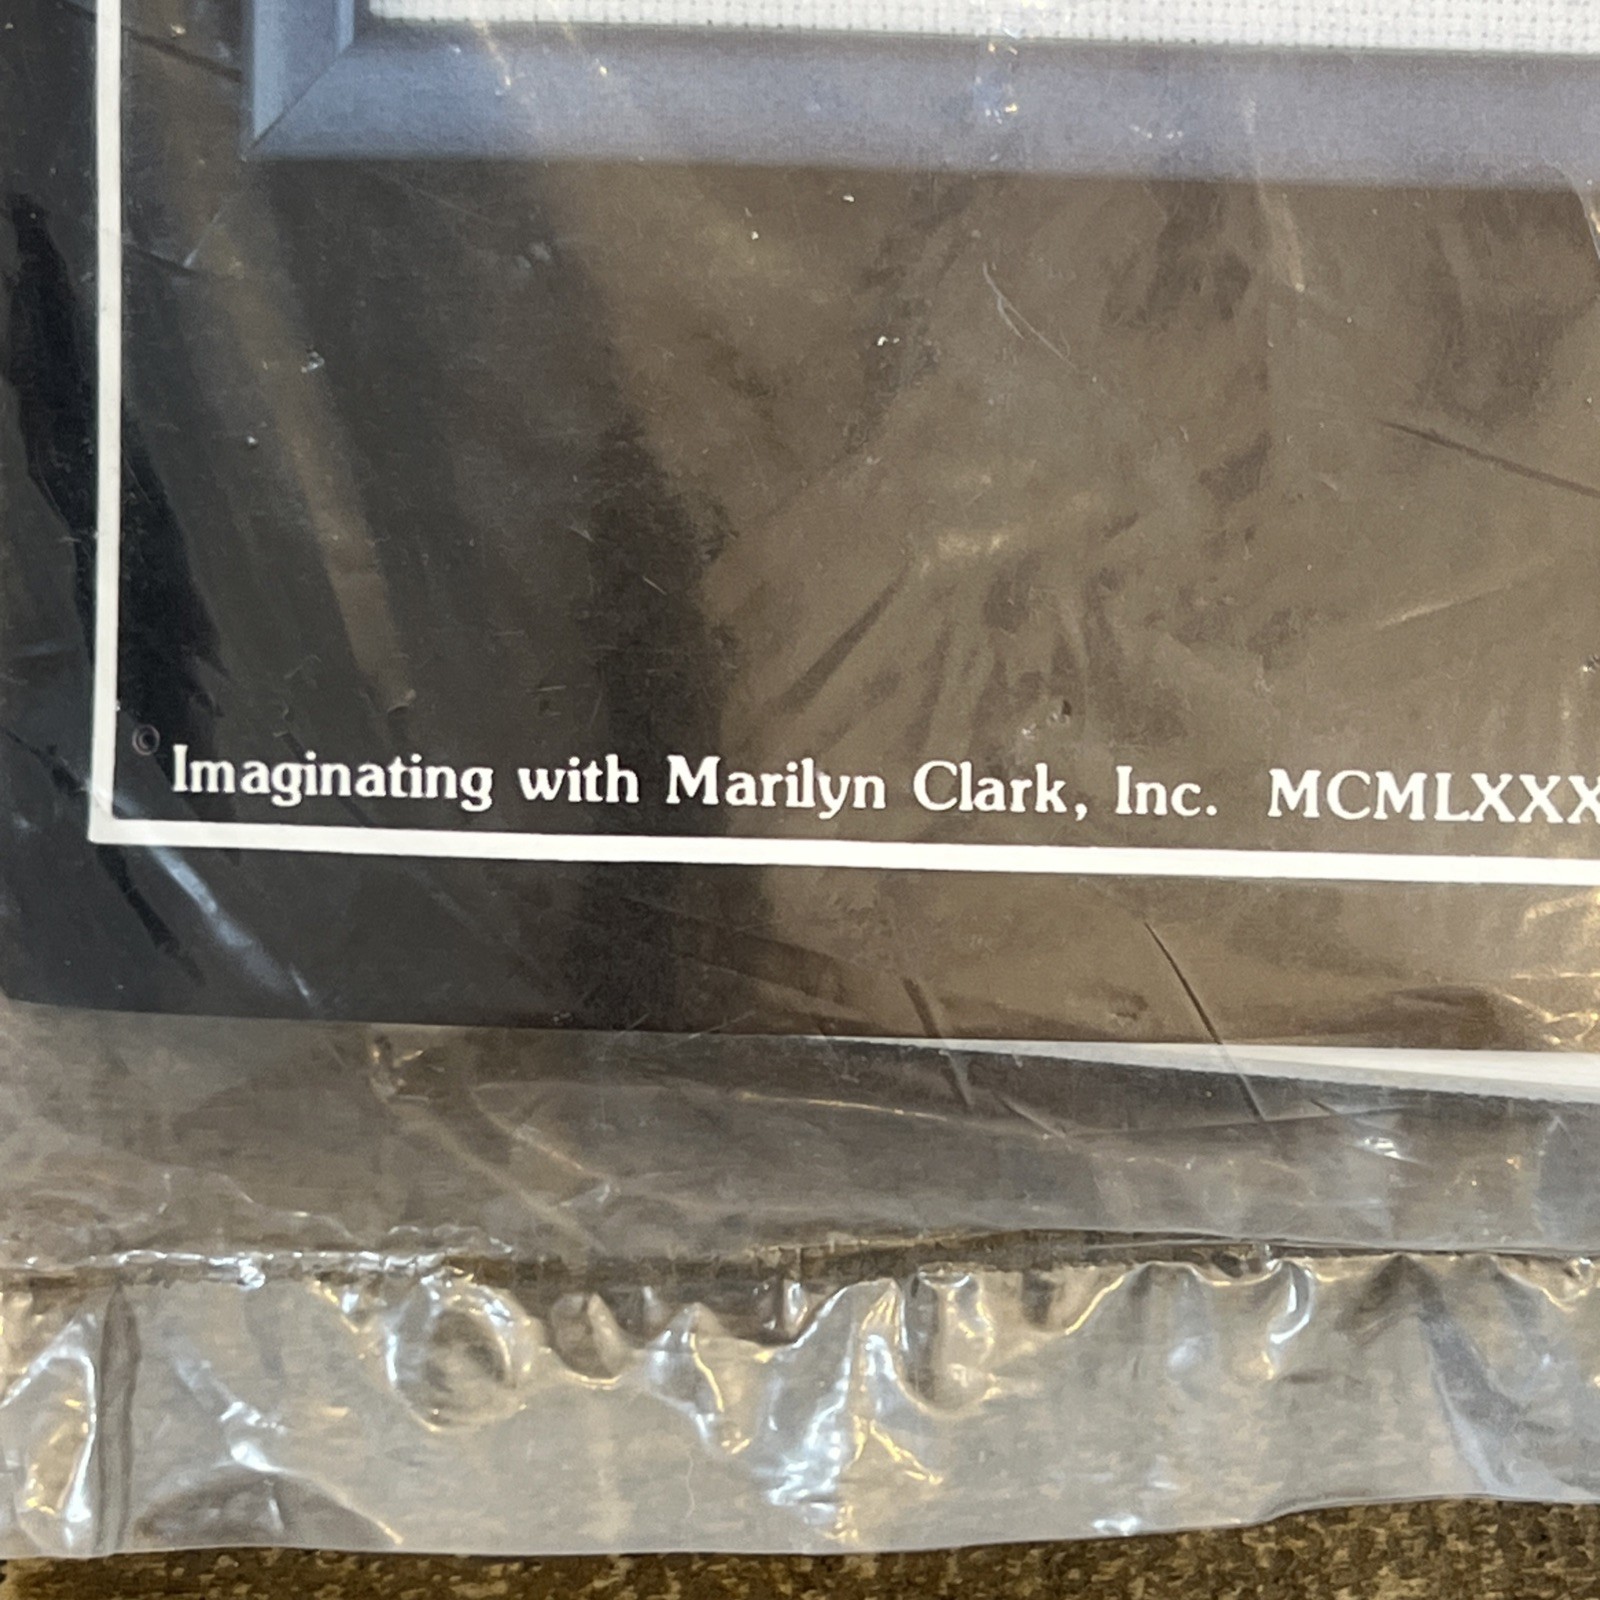 © Imaginating with Marilyn Clark, Inc. MCMLXXX